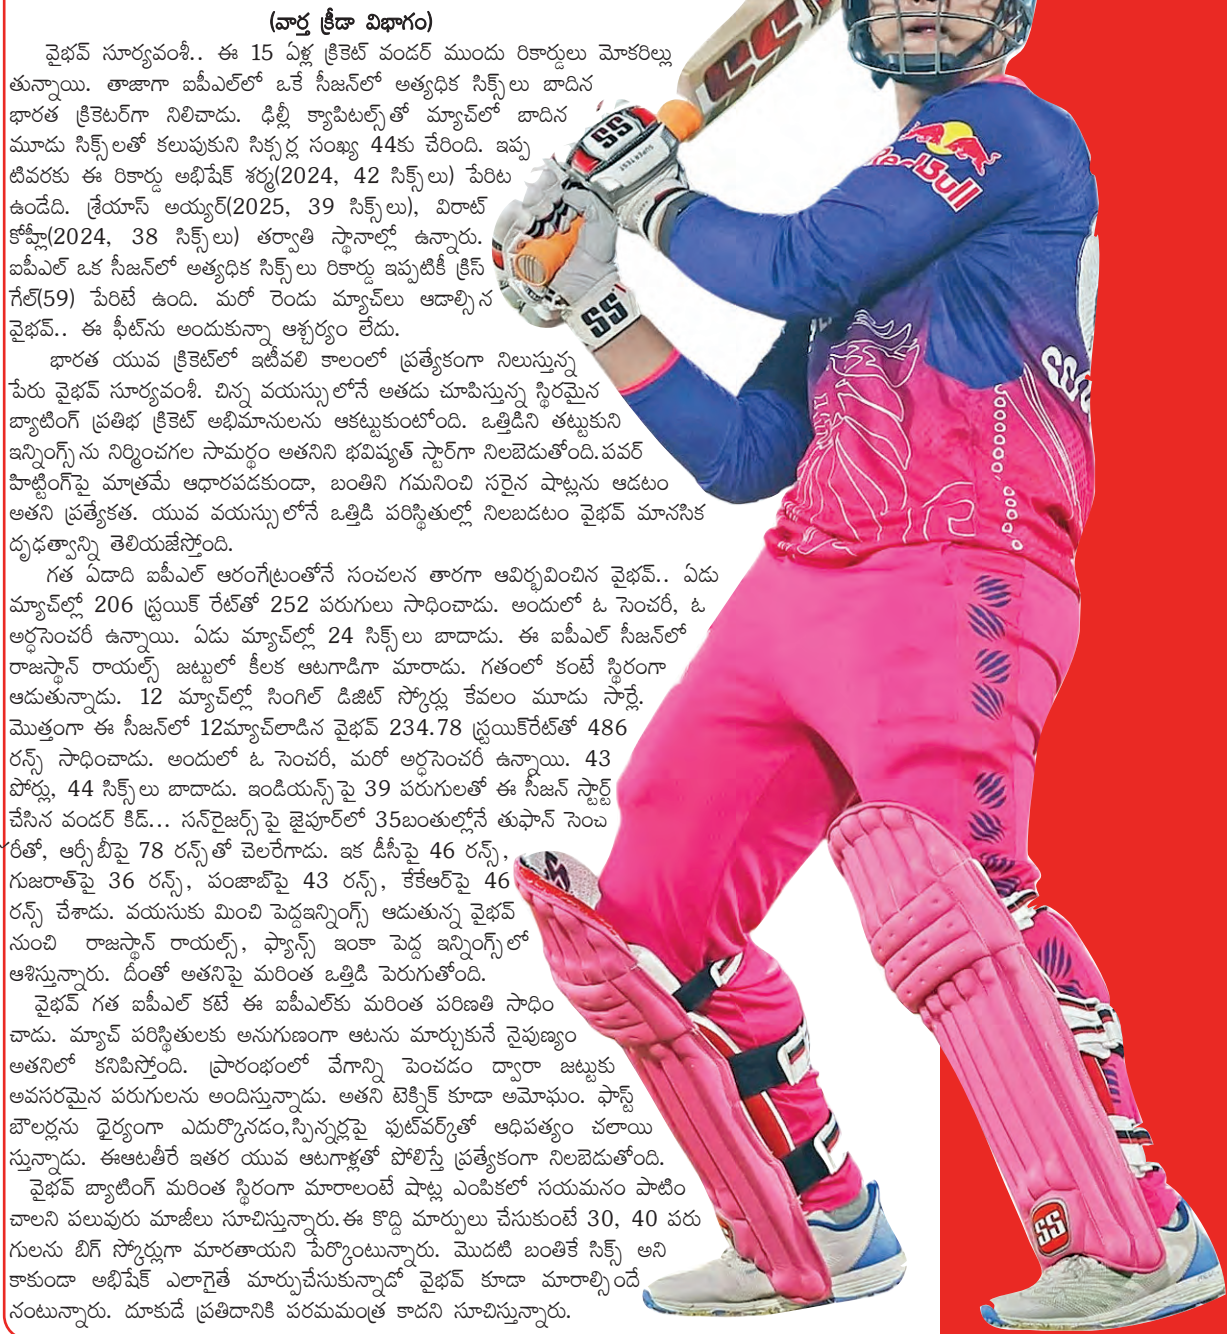 (వార్త క్రీడా విభాగం)
వైభవ్ సూర్యవంశీ.. ఈ 15 ఏళ్ల క్రికెట్ వండర్ ముందు రికార్డులు మోకరిల్లు
తున్నాయి. తాజాగా ఐపీఎల్‌లో ఒకే సీజన్‌లో అత్యధిక సిక్స్‌లు బాదిన
భారత క్రికెటర్‌గా నిలిచాడు. ఢిల్లీ క్యాపిటల్స్‌తో మ్యాచ్‌లో బాదిన
మూడు సిక్స్‌లతో కలుపుకుని సిక్సర్ల సంఖ్య 44కు చేరింది. ఇప్ప
టివరకు ఈ రికార్డు అభిషేక్ శర్మ(2024, 42 సిక్స్‌లు) పేరిట
ఉండేది. శ్రేయాస్ అయ్యర్(2025, 39 సిక్స్‌లు), విరాట్
కోహ్లీ(2024, 38 సిక్స్‌లు) తర్వాతి స్థానాల్లో ఉన్నారు.
ఐపీఎల్ ఒక సీజన్‌లో అత్యధిక సిక్స్‌లు రికార్డు ఇప్పటికీ క్రిస్
గేల్(59) పేరిటే ఉంది. మరో రెండు మ్యాచ్‌లు ఆడాల్సిన
వైభవ్.. ఈ ఫీట్‌ను అందుకున్నా ఆశ్చర్యం లేదు.
భారత యువ క్రికెట్‌లో ఇటీవలి కాలంలో ప్రత్యేకంగా నిలుస్తున్న
పేరు వైభవ్ సూర్యవంశీ. చిన్న వయస్సులోనే అతడు చూపిస్తున్న స్థిరమైన
బ్యాటింగ్ ప్రతిభ క్రికెట్ అభిమానులను ఆకట్టుకుంటోంది. ఒత్తిడిని తట్టుకుని
ఇన్నింగ్స్‌ను నిర్మించగల సామర్థం అతనిని భవిష్యత్ స్టార్‌గా నిలబెడుతోంది.పవర్
హిట్టింగ్‌పై మాత్రమే ఆధారపడకుండా, బంతిని గమనించి సరైన షాట్లను ఆడటం
అతని ప్రత్యేకత. యువ వయస్సులోనే ఒత్తిడి పరిస్థితుల్లో నిలబడటం వైభవ్ మానసిక
దృఢత్వాన్ని తెలియజేస్తోంది.
గత ఏడాది ఐపీఎల్ ఆరంగేట్రంతోనే సంచలన తారగా ఆవిర్భవించిన వైభవ్.. ఏడు
మ్యాచ్‌ల్లో 206 స్ట్రయిక్ రేట్‌తో 252 పరుగులు సాధించాడు. అందులో ఓ సెంచరీ, ఓ
అర్ధసెంచరీ ఉన్నాయి. ఏడు మ్యాచ్‌ల్లో 24 సిక్స్‌లు బాదాడు. ఈ ఐపీఎల్ సీజన్‌లో
రాజస్థాన్ రాయల్స్ జట్టులో కీలక ఆటగాడిగా మారాడు. గతంలో కంటే స్థిరంగా
ఆడుతున్నాడు. 12 మ్యాచ్‌ల్లో సింగిల్ డిజిట్ స్కోర్లు కేవలం మూడు సార్లే.
మొత్తంగా ఈ సీజన్‌లో 12మ్యాచ్‌లాడిన వైభవ్ 234.78 స్ట్రయిక్‌రేట్‌తో 486
రన్స్ సాధించాడు. అందులో ఓ సెంచరీ, మరో అర్ధసెంచరీ ఉన్నాయి. 43
పోర్లు, 44 సిక్స్‌లు బాదాడు. ఇండియన్స్‌పై 39 పరుగులతో ఈ సీజన్ స్టార్ట్
చేసిన వండర్ కిడ్... సన్‌రైజర్స్‌పై జైపూర్‌లో 35బంతుల్లోనే తుఫాన్ సెంచ
రీతో, ఆర్సీబీపై 78 రన్స్‌తో చెలరేగాడు. ఇక డీసీపై 46 రన్స్,
గుజరాత్‌పై 36 రన్స్, పంజాబ్‌పై 43 రన్స్, కేకేఆర్‌పై 46
రన్స్ చేశాడు. వయసుకు మించి పెద్దఇన్నింగ్స్ ఆడుతున్న వైభవ్
నుంచి రాజస్థాన్ రాయల్స్, ఫ్యాన్స్ ఇంకా పెద్ద ఇన్నింగ్స్‌లో
ఆశిస్తున్నారు. దీంతో అతనిపై మరింత ఒత్తిడి పెరుగుతోంది.
వైభవ్ గత ఐపీఎల్ కటే ఈ ఐపీఎల్‌కు మరింత పరిణతి సాధిం
చాడు. మ్యాచ్ పరిస్థితులకు అనుగుణంగా ఆటను మార్చుకునే నైపుణ్యం
అతనిలో కనిపిస్తోంది. ప్రారంభంలో వేగాన్ని పెంచడం ద్వారా జట్టుకు
అవసరమైన పరుగులను అందిస్తున్నాడు. అతని టెక్నిక్ కూడా అమోఘం. ఫాస్ట్
బౌలర్లను ధైర్యంగా ఎదుర్కొనడం,స్పిన్నర్లపై ఫుట్‌వర్క్‌తో ఆధిపత్యం చలాయి
స్తున్నాడు. ఈఆటతీరే ఇతర యువ ఆటగాళ్లతో పోలిస్తే ప్రత్యేకంగా నిలబెడుతోంది.
వైభవ్ బ్యాటింగ్ మరింత స్థిరంగా మారాలంటే షాట్ల ఎంపికలో సయమనం పాటిం
చాలని పలువురు మాజీలు సూచిస్తున్నారు.ఈ కొద్ది మార్పులు చేసుకుంటే 30, 40 పరు
గులను బిగ్ స్కోర్లుగా మారతాయని పేర్కొంటున్నారు. మొదటి బంతికే సిక్స్ అని
కాకుండా అభిషేక్ ఎలాగైతే మార్పుచేసుకున్నాడో వైభవ్ కూడా మారాల్సిందే
నంటున్నారు. దూకుడే ప్రతిదానికి పరమమంత్ర కాదని సూచిస్తున్నారు.
SS
SS
SUPERTEST
RedBull
SS
SS